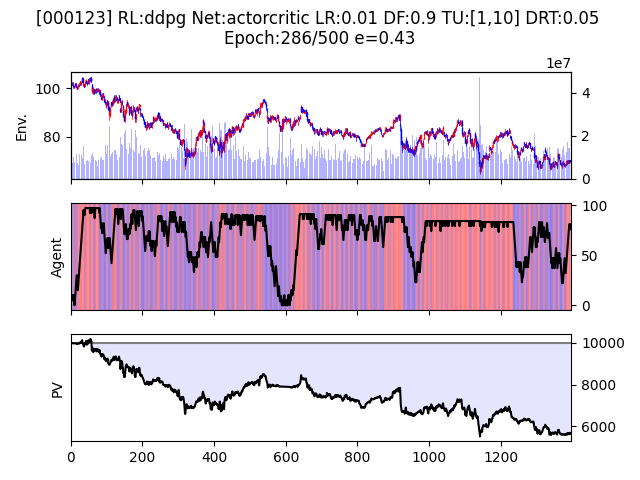 [000123] RL:ddpg Net:actorcritic LR:0.01 DF:0.9 TU:[1,10] DRT:0.05
Epoch:286/500 e=0.43
1e7
Env.
100
80
4
2
0
Agent
100
50
0
PV
10000
8000
6000
0 200 400 600 800 1000 1200